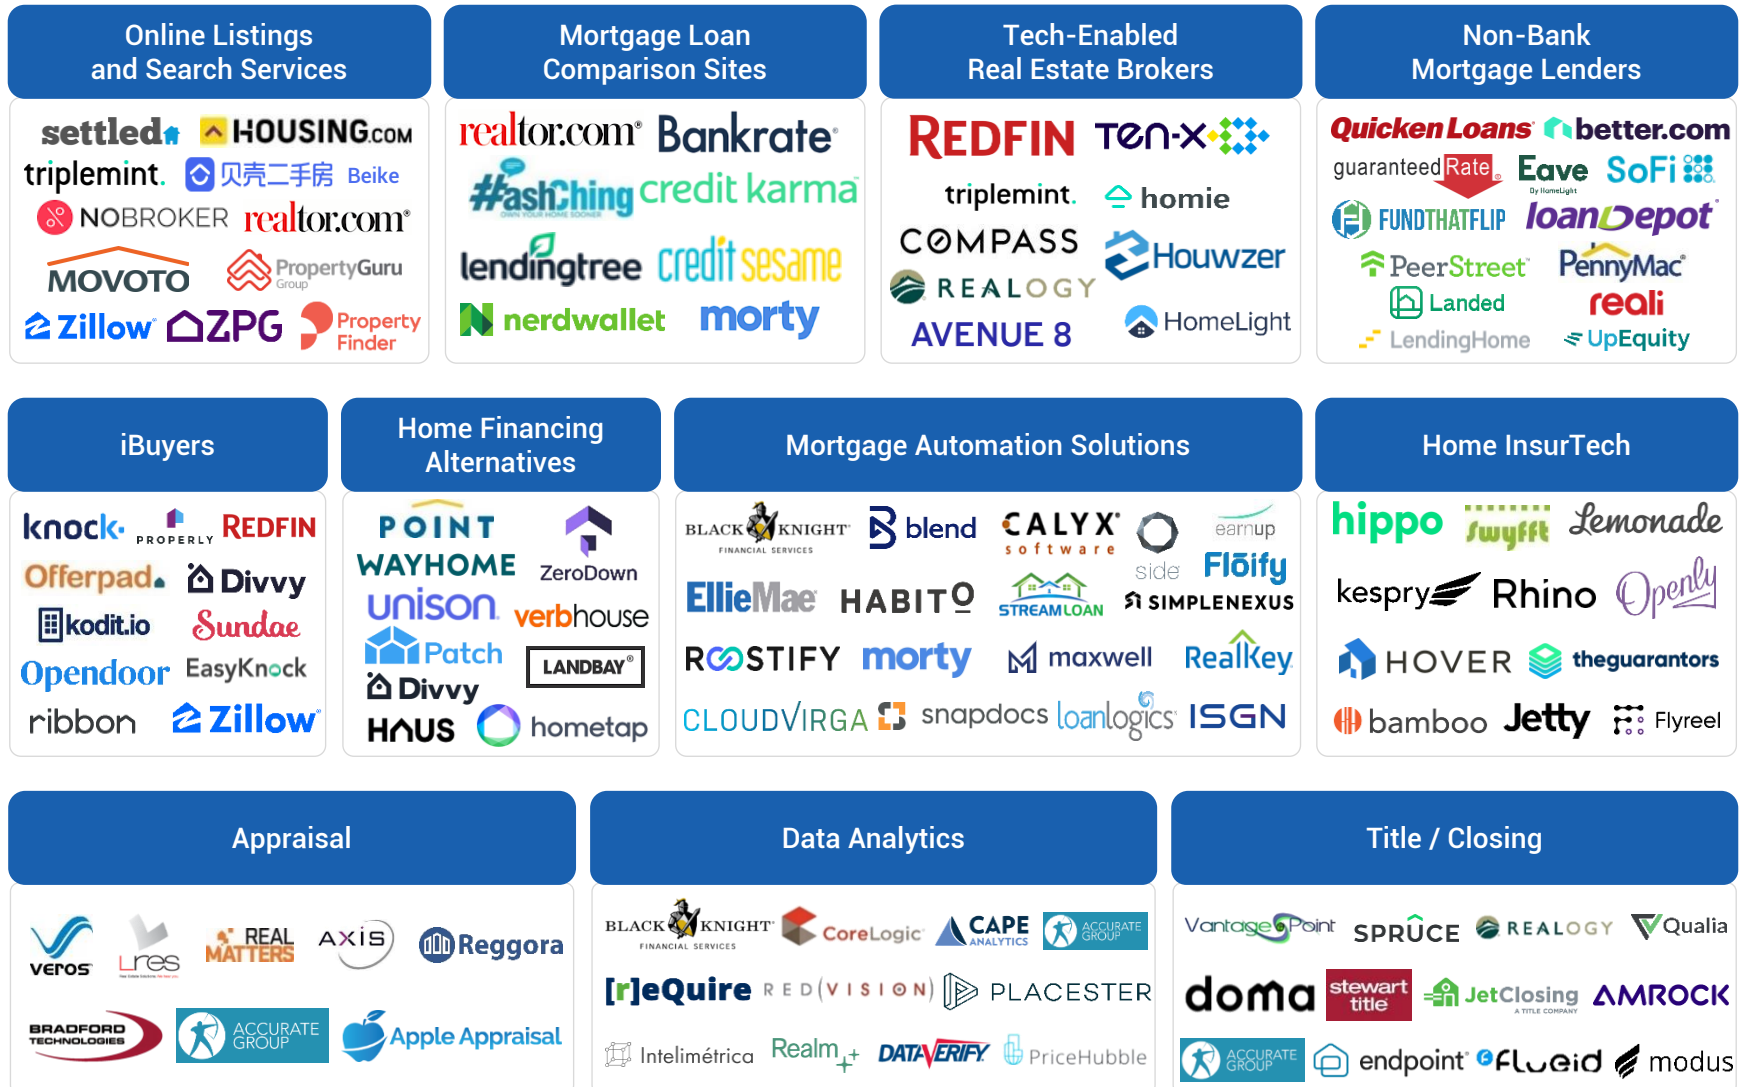 Online Listings
and Search Services
settled
HOUSING.COM
triplemint.
贝壳二手房 Beike
NOBROKER
realtor.com®
MOVOTO
PropertyGuru
Group
Zillow®
ZPG
Property
Finder
Mortgage Loan
Comparison Sites
realtor.com®
Bankrate®
#ashChing
OWN YOUR HOME SOONER
credit karma
lendingtree
credit sesame
nerdwallet
morty
Tech-Enabled
Real Estate Brokers
REDFIN
TEN-X
triplemint.
homie
COMPASS
Houwzer
REALOGY
AVENUE 8
HomeLight
Non-Bank
Mortgage Lenders
Quicken Loans®
better.com
guaranteed Rate®
Eave
By HomeLight
SoFi
FUNDTHATFLIP
loanDepot®
PeerStreet™
PennyMac®
Landed
reali
LendingHome
UpEquity
iBuyers
knock
PROPERLY
REDFIN
Offerpad.
Divvy
kodit.io
Sundae
Opendoor
EasyKnock
ribbon
Zillow®
Home Financing
Alternatives
POINT
WAYHOME
ZeroDown
unison
verbhouse
Patch
LANDBAY®
Divvy
HAUS
hometap
Mortgage Automation Solutions
BLACK KNIGHT®
FINANCIAL SERVICES
blend
CALYX®
software
side
earnup
Floify
EllieMae®
HABITO
STREAMLOAN
SIMPLENEXUS
ROOSTIFY
morty
maxwell
RealKey
CLOUDVIRGA
snapdocs
loanlogics
ISGN
Home InsurTech
hippo
Swyfft
Lemonade
kespry
Rhino
Openly
HOVER
theguarantors
bamboo
Jetty
Flyreel
Appraisal
VEROS
Lres
REAL
MATTERS
AXIS
Reggora
BRADFORD
TECHNOLOGIES
ACCURATE
GROUP
Apple Appraisal
Data Analytics
BLACK KNIGHT®
FINANCIAL SERVICES
CoreLogic
CAPE
ANALYTICS
ACCURATE
GROUP
[r]eQuire
RED(VISION)
PLACESTER
Intelimétrica
Realm
DATAVERIFY
PriceHubble
Title / Closing
VantagePoint
SPRUCE
REALOGY
Qualia
doma
stewart
title
JetClosing
A TITLE COMPANY
AMROCK
ACCURATE
GROUP
endpoint
flueid
modus